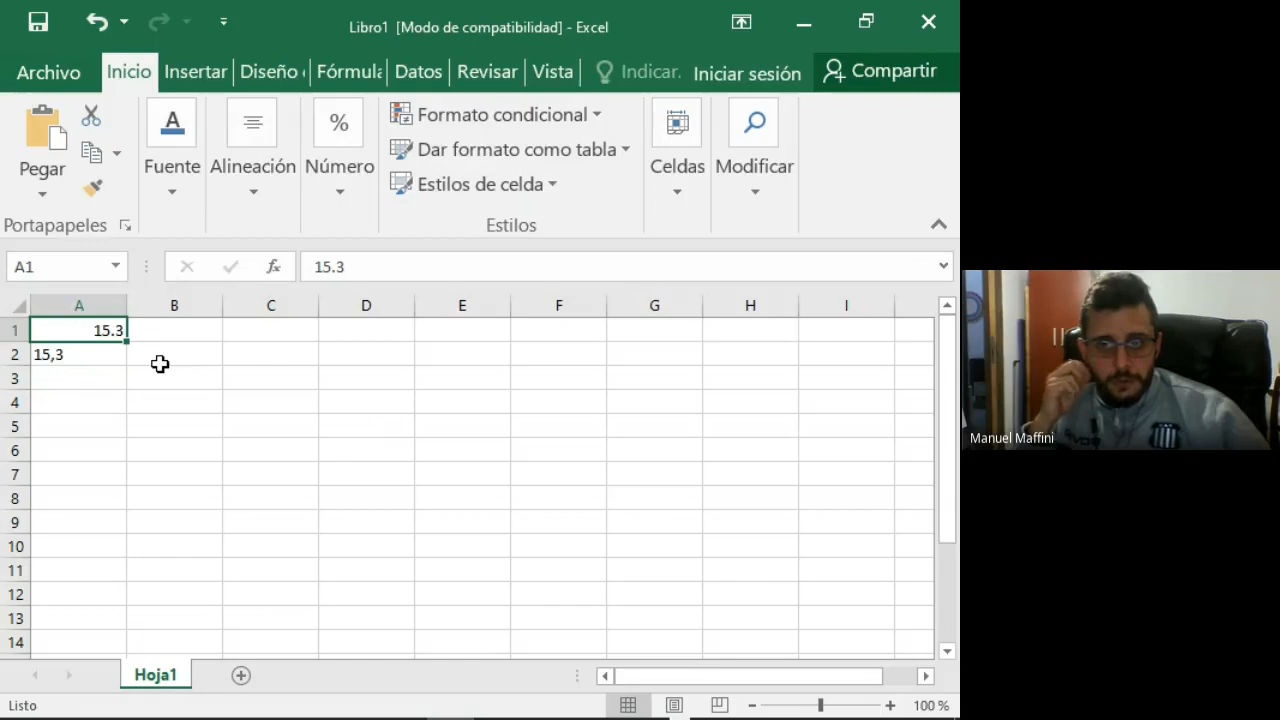 Libro1 [Modo de compatibilidad] - Excel
Archivo Inicio Insertar Diseño Fórmula Datos Revisar Vista Indicar. Iniciar sesión Compartir
Pegar
A Fuente
Alineación
% Número
Formato condicional
Dar formato como tabla
Estilos de celda
Celdas
Modificar
Portapapeles Estilos
A1 fx 15.3
A B C D E F G H I
1 15.3
2 15,3
3
4
5
6
7
8
9
10
11
12
13
14
Hoja1
Listo 100 %
Manuel Maffini